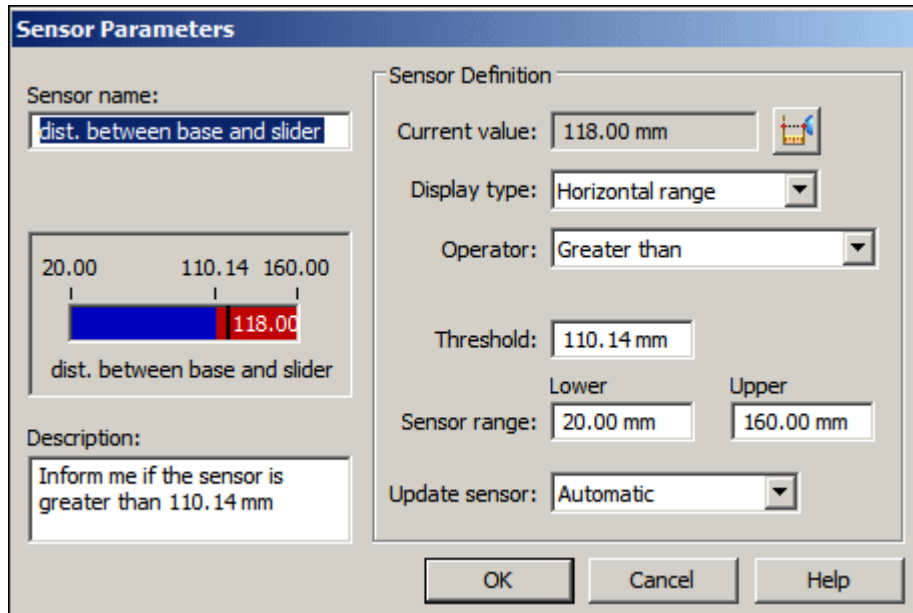 Sensor Parameters
Sensor name:
dist. between base and slider
20.00 110.14 160.00
118.00
dist. between base and slider
Description:
Inform me if the sensor is
greater than 110.14 mm
Sensor Definition
Current value: 118.00 mm
Display type: Horizontal range
Operator: Greater than
Threshold: 110.14 mm
Lower Upper
Sensor range: 20.00 mm 160.00 mm
Update sensor: Automatic
OK Cancel Help